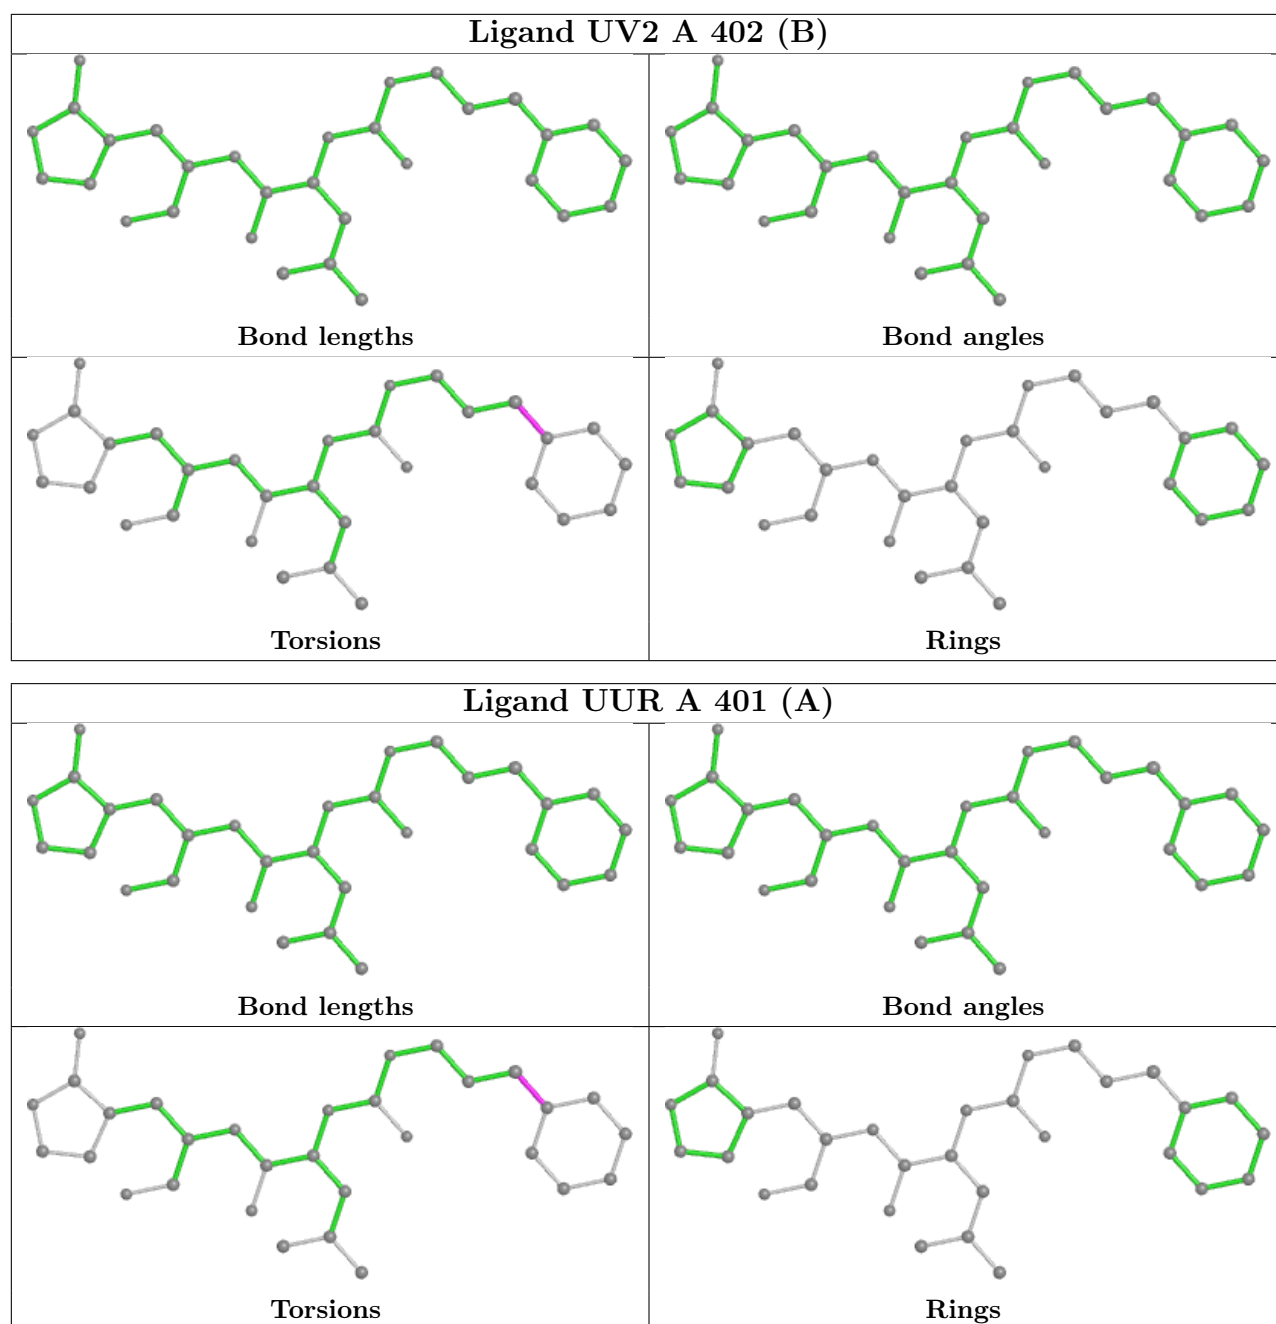 Ligand UV2 A 402 (B)
Bond lengths
Bond angles
Torsions
Rings
Ligand UUR A 401 (A)
Bond lengths
Bond angles
Torsions
Rings